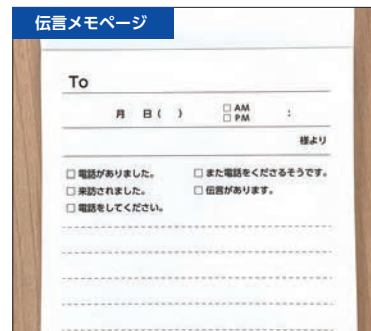 伝言メモページ
To
月 日( ) □ AM
□ PM :
様より
□ 電話がありました。 □ また電話をくださるそうです。
□ 来訪されました。 □ 伝言があります。
□ 電話をしてください。